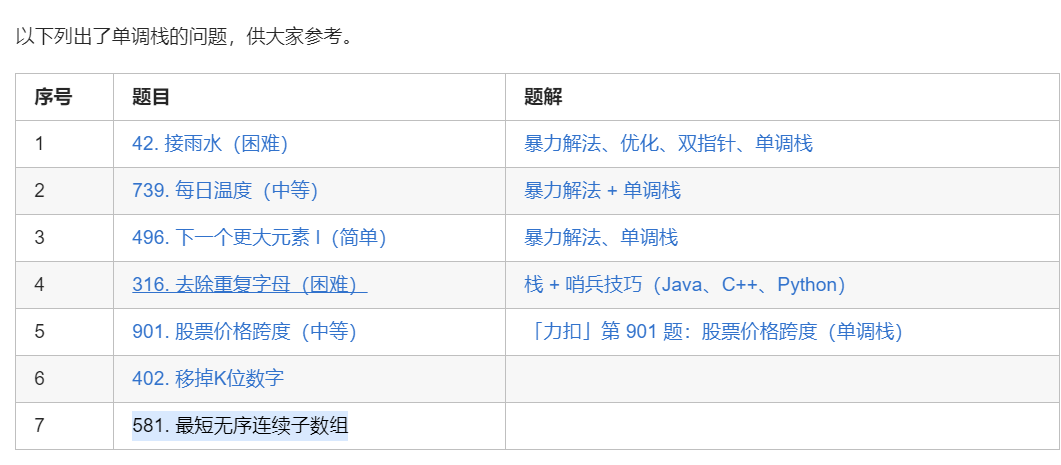 以下列出了单调栈的问题，供大家参考。
序号 题目 题解
1 42. 接雨水（困难） 暴力解法、优化、双指针、单调栈
2 739. 每日温度（中等） 暴力解法 + 单调栈
3 496. 下一个更大元素 I（简单） 暴力解法、单调栈
4 316. 去除重复字母（困难） 栈 + 哨兵技巧（Java、C++、Python）
5 901. 股票价格跨度（中等） 「力扣」第 901 题：股票价格跨度（单调栈）
6 402. 移掉K位数字
7 581. 最短无序连续子数组